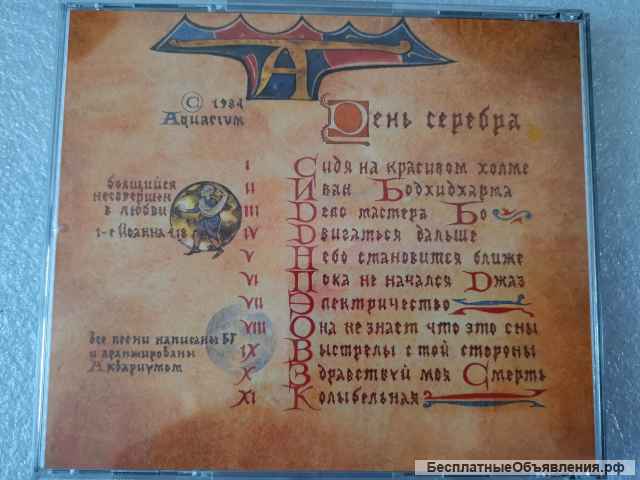 А
© 1984
Aquarium
День серебра
I Сидя на красивом холме
II Иван Бодхидхарма
III Дело мастера Бо
IV Двигаться дальше
V Небо становится ближе
VI Пока не начался Джаз
VII Электричество
VIII Она не знает что это сны
IX Выстрелы с той стороны
X Здравствуй моя Смерть
XI Колыбельная
боящийся
несовершен
в любви
1-е Иоанна 4.18
все песни написаны БГ
и аранжированы
Аквариумом
БесплатныеОбъявления.рф